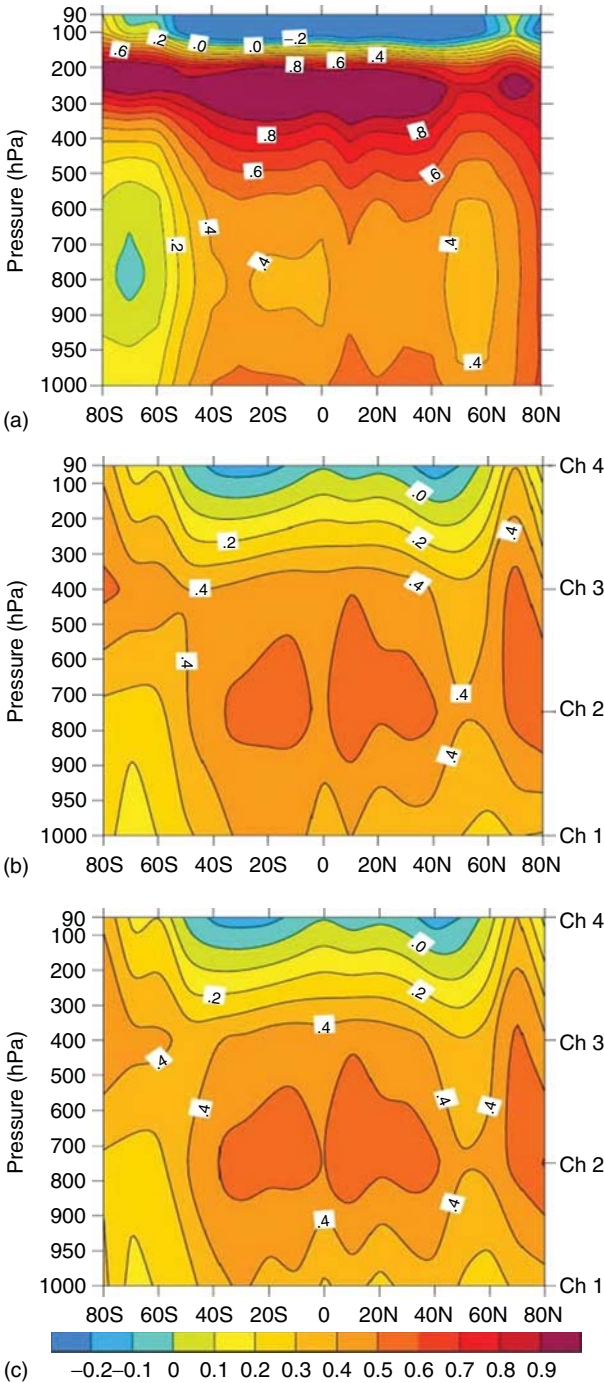 90
100
200
300
400
500
600
700
800
900
950
1000
Pressure (hPa)
.6 .2 .0 .0 −.2 .6 .4
.8
.8 .8
.6 .6
.4
.2 .4 .4
.4
80S 60S 40S 20S 0 20N 40N 60N 80N
(a)
90
100
200
300
400
500
600
700
800
900
950
1000
Pressure (hPa)
.0
.2 .2 .4
.4 .4
.4
.4
.4
Ch 4
Ch 3
Ch 2
Ch 1
80S 60S 40S 20S 0 20N 40N 60N 80N
(b)
90
100
200
300
400
500
600
700
800
900
950
1000
Pressure (hPa)
.0
.2 .2
.4
.4
.4 .4 .4
.4
.4
Ch 4
Ch 3
Ch 2
Ch 1
80S 60S 40S 20S 0 20N 40N 60N 80N
−0.2 −0.1 0 0.1 0.2 0.3 0.4 0.5 0.6 0.7 0.8 0.9
(c)